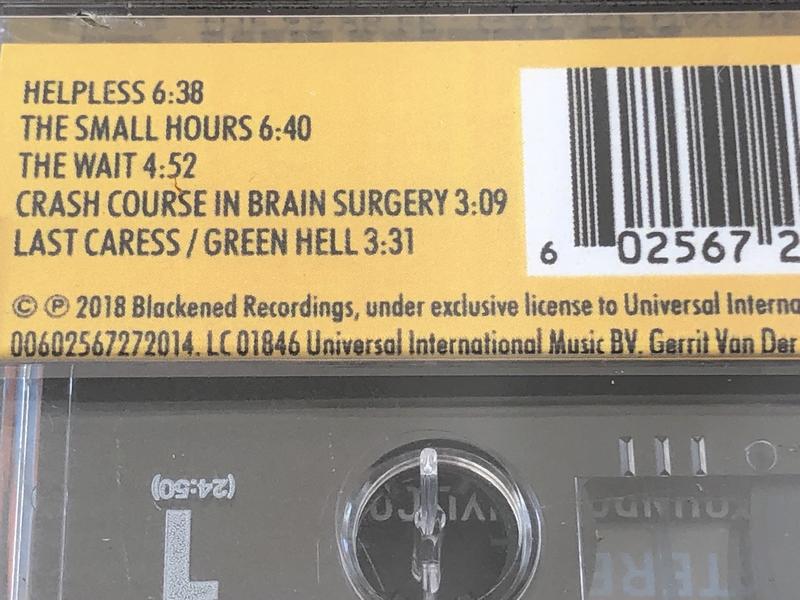 HELPLESS 6:38
THE SMALL HOURS 6:40
THE WAIT 4:52
CRASH COURSE IN BRAIN SURGERY 3:09
LAST CARESS / GREEN HELL 3:31
6 02567 2
© ℗ 2018 Blackened Recordings, under exclusive license to Universal Interna
00602567272014. LC 01846 Universal International Music BV. Gerrit Van Der
(24:50)